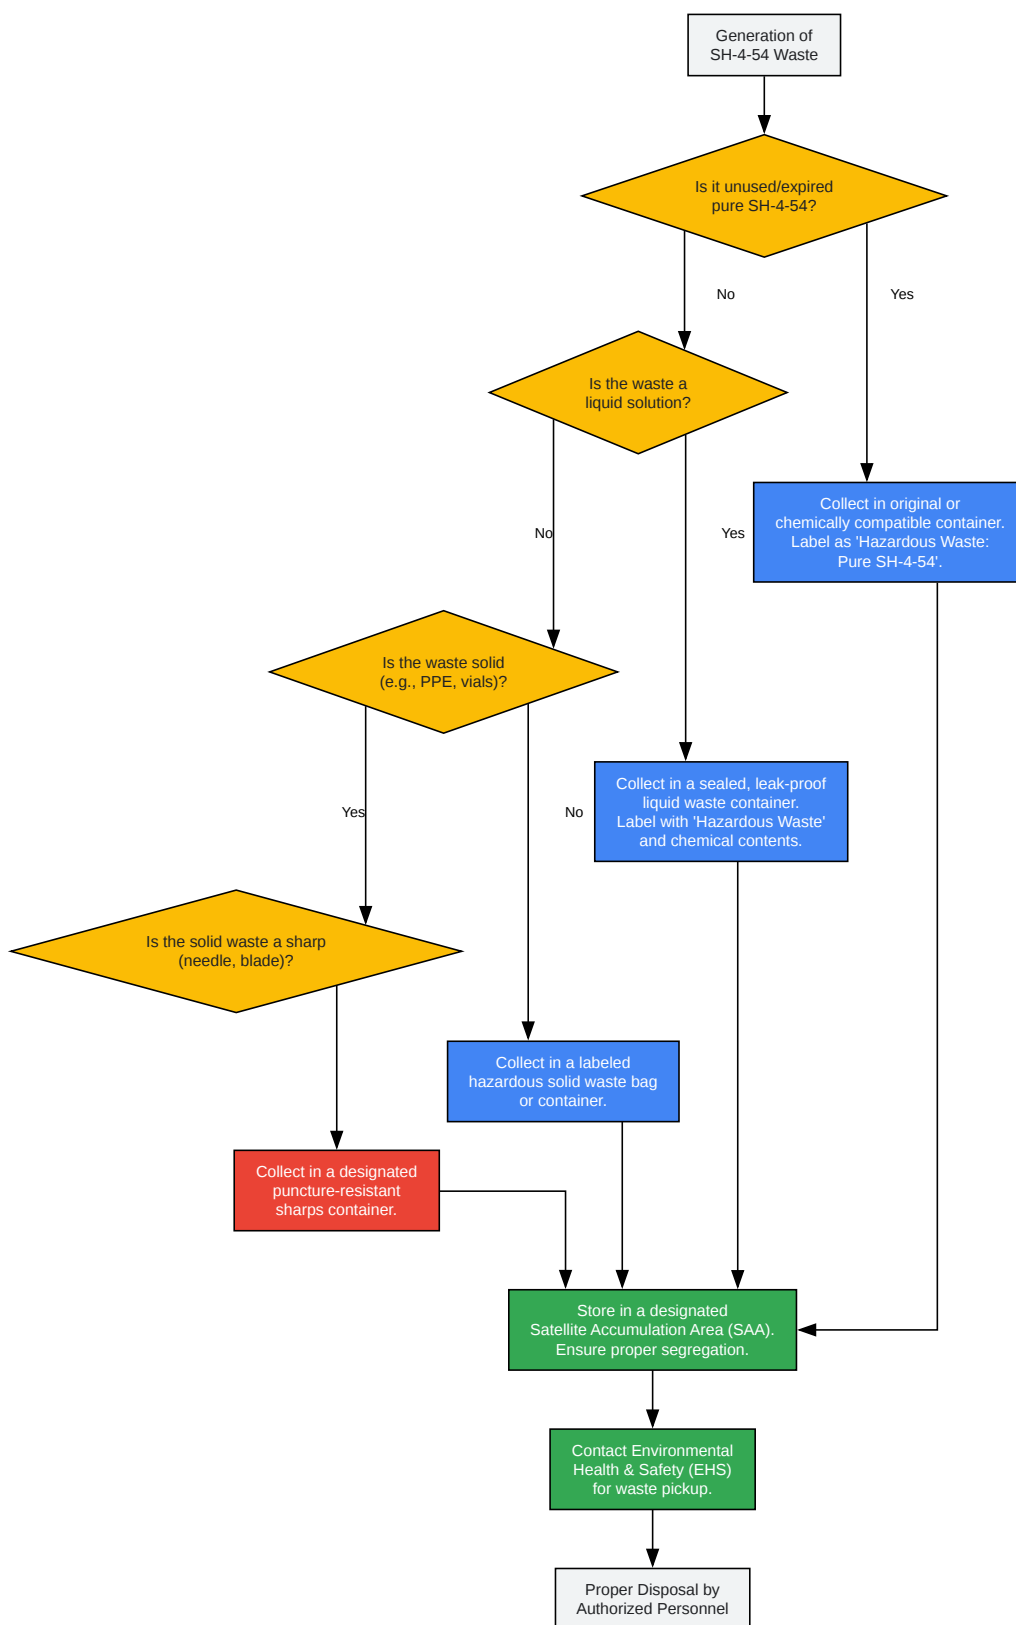 Generation of
SH-4-54 Waste
Is it unused/expired
pure SH-4-54?
No
Yes
Is the waste a
liquid solution?
No
Yes
Collect in original or
chemically compatible container.
Label as 'Hazardous Waste:
Pure SH-4-54'.
Is the waste solid
(e.g., PPE, vials)?
Yes
No
Collect in a sealed, leak-proof
liquid waste container.
Label with 'Hazardous Waste'
and chemical contents.
Is the solid waste a sharp
(needle, blade)?
Collect in a labeled
hazardous solid waste bag
or container.
Collect in a designated
puncture-resistant
sharps container.
Store in a designated
Satellite Accumulation Area (SAA).
Ensure proper segregation.
Contact Environmental
Health & Safety (EHS)
for waste pickup.
Proper Disposal by
Authorized Personnel